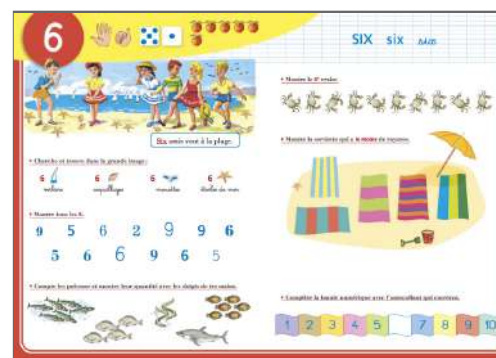 6
SIX six six
Six amis vont à la plage.
• Cherche et trouve dans la grande image :
6 6 6 6
voiliers coquillages mouettes étoiles de mer
• Montre tous les 6.
9 5 6 2 9 9 6
5 6 6 9 6 5
• Compte les poissons et montre leur quantité avec les doigts de tes mains.
• Montre le 6e crabe.
• Montre la serviette qui a le moins de rayures.
• Complète la bande numérique avec l'autocollant qui convient.
1 2 3 4 5 7 8 9 10